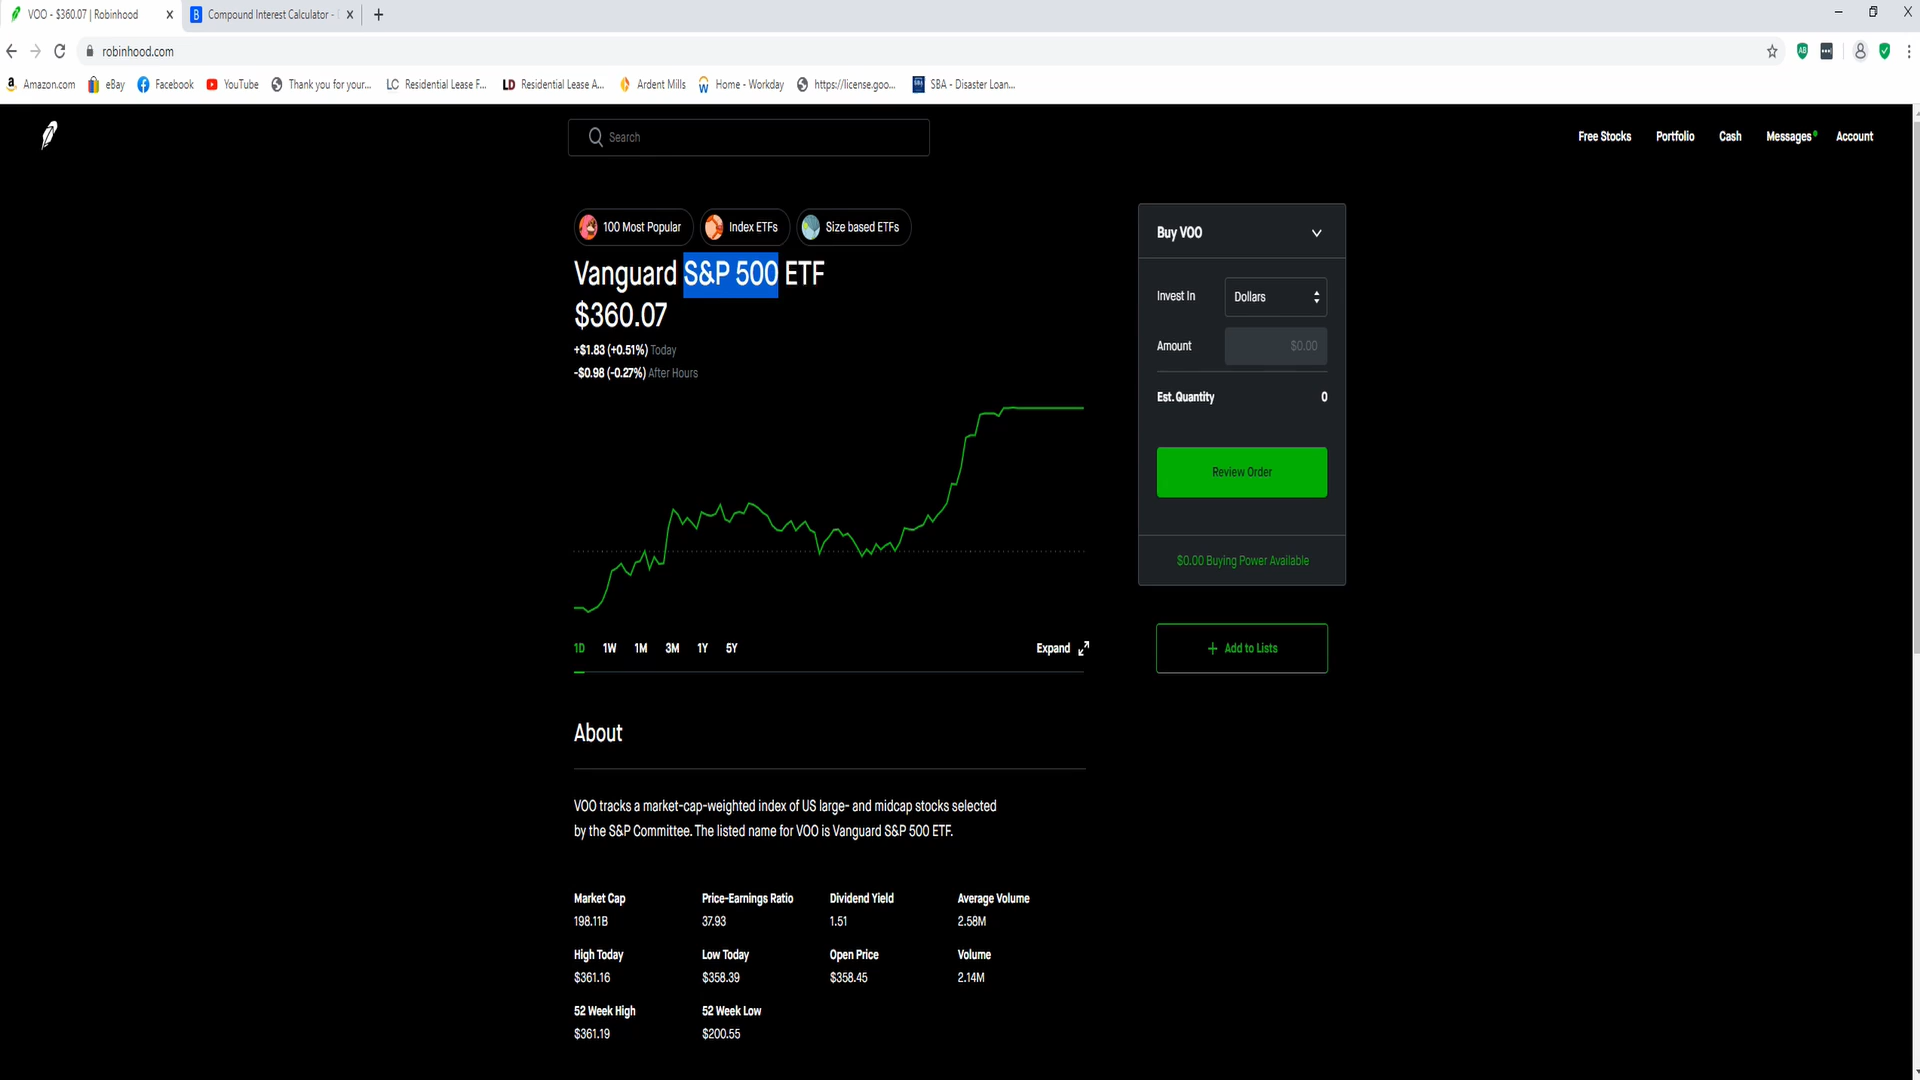 VOO - $360.07 | Robinhood
Compound Interest Calculator -
robinhood.com
Amazon.com
eBay
Facebook
YouTube
Thank you for your...
LC Residential Lease F...
LD Residential Lease A...
Ardent Mills
Home - Workday
https://license.goo...
SBA - Disaster Loan...
Search
Free Stocks
Portfolio
Cash
Messages
Account
100 Most Popular
Index ETFs
Size based ETFs
Vanguard S&P 500 ETF
$360.07
+$1.83 (+0.51%) Today
-$0.98 (-0.27%) After Hours
Buy VOO
Invest In
Dollars
Amount
$0.00
Est. Quantity
0
Review Order
$0.00 Buying Power Available
1D
1W
1M
3M
1Y
5Y
Expand
Add to Lists
About
VOO tracks a market-cap-weighted index of US large- and midcap stocks selected
by the S&P Committee. The listed name for VOO is Vanguard S&P 500 ETF.
Market Cap
198.11B
Price-Earnings Ratio
37.93
Dividend Yield
1.51
Average Volume
2.58M
High Today
$361.16
Low Today
$358.39
Open Price
$358.45
Volume
2.14M
52 Week High
$361.19
52 Week Low
$200.55